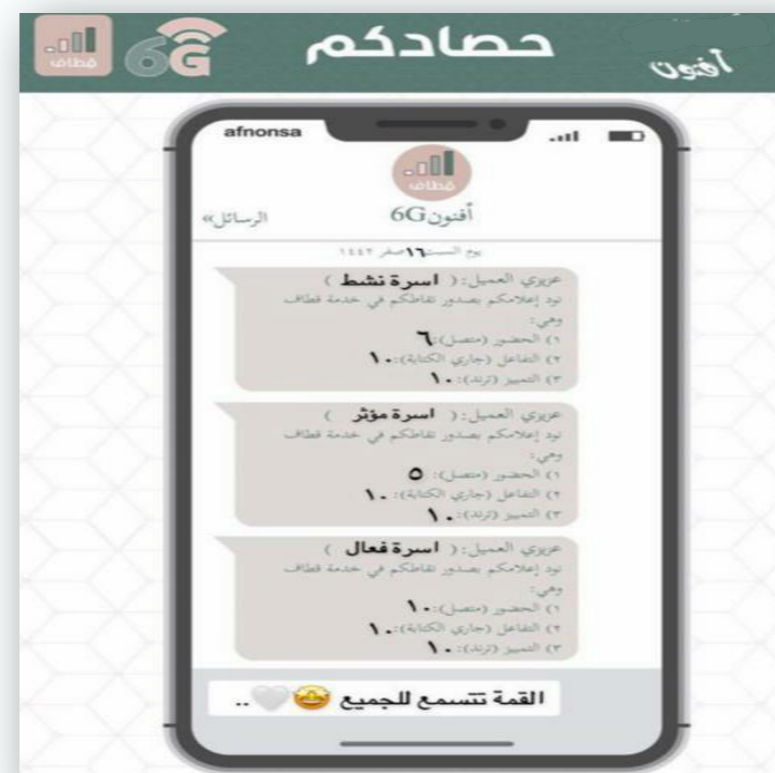 حصادكم
أفنون
6G
قطاف
afnonsa
قطاف
أفنون6G
الرسائل»
يوم السبت١٦صفر ١٤٤٢
عزيزي العميل: ( اسرة نشط )
نود إعلامكم بصدور نقاطكم في خدمة قطاف
وهي:
١) الحضور (متصل):٦
٢) التفاعل (جاري الكتابة):١٠
٣) التميز (ترند):١٠
عزيزي العميل: ( اسرة مؤثر )
نود إعلامكم بصدور نقاطكم في خدمة قطاف
وهي:
١) الحضور (متصل): ٥
٢) التفاعل (جاري الكتابة): ١٠
٣) التميز (ترند):١٠
عزيزي العميل: ( اسرة فعال )
نود إعلامكم بصدور نقاطكم في خدمة قطاف
وهي:
١) الحضور (متصل):١٠
٢) التفاعل (جاري الكتابة):١٠
٣) التميز (ترند):١٠
القمة تتسمع للجميع 🤩🤍..